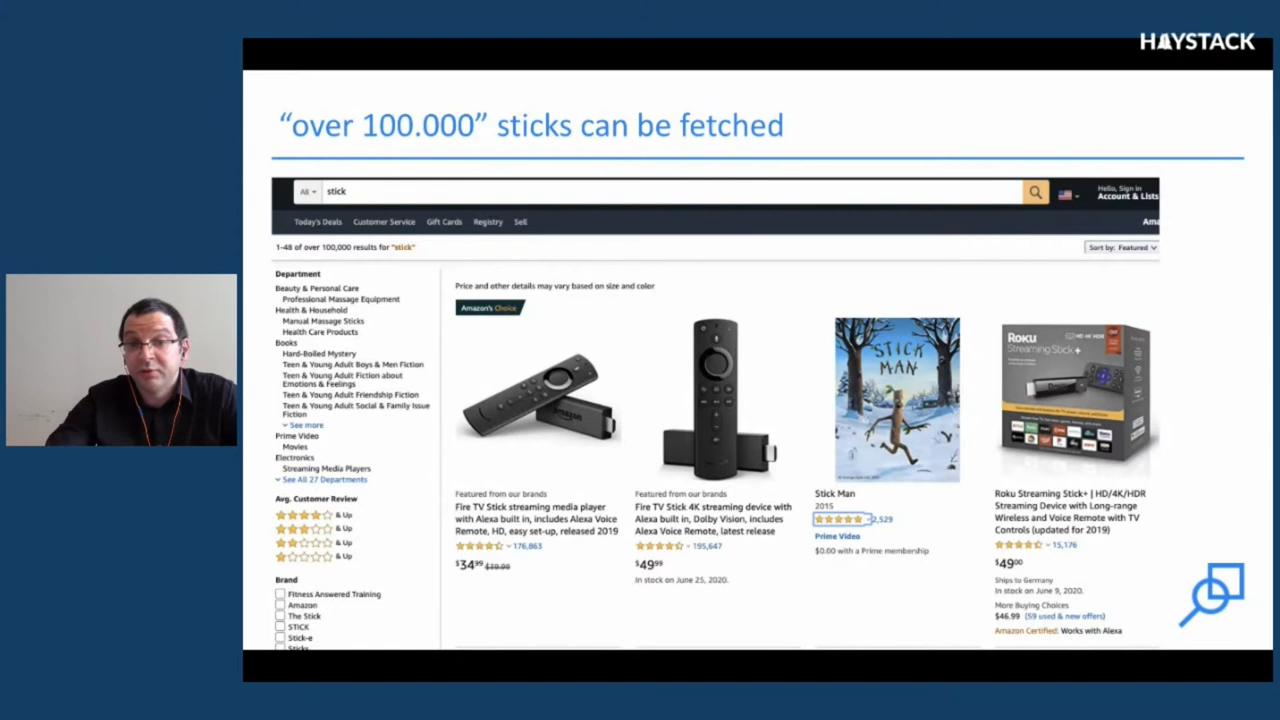 HAYSTACK
“over 100.000” sticks can be fetched
All
stick
Hello, Sign in
Account & Lists
Today's Deals
Customer Service
Gift Cards
Registry
Sell
Ama
1-48 of over 100,000 results for "stick"
Sort by: Featured
Department
Beauty & Personal Care
Professional Massage Equipment
Health & Household
Manual Massage Sticks
Health Care Products
Books
Hard-Boiled Mystery
Teen & Young Adult Boys & Men Fiction
Teen & Young Adult Fiction about
Emotions & Feelings
Teen & Young Adult Friendship Fiction
Teen & Young Adult Social & Family Issue
Fiction
See more
Prime Video
Movies
Electronics
Streaming Media Players
See All 27 Departments
Avg. Customer Review
& Up
& Up
& Up
& Up
Brand
Fitness Answered Training
Amazon
The Stick
STICK
Stick-e
Sticks
Price and other details may vary based on size and color
Amazon's Choice
amazon
Featured from our brands
Fire TV Stick streaming media player
with Alexa built in, includes Alexa Voice
Remote, HD, easy set-up, released 2019
176,863
$34.99 $39.99
Featured from our brands
Fire TV Stick 4K streaming device with
Alexa built in, Dolby Vision, includes
Alexa Voice Remote, latest release
195,647
$49.99
In stock on June 25, 2020.
STICK
MAN
Stick Man
2015
2,529
Prime Video
$0.00 with a Prime membership
Roku
Streaming Stick+
Roku Streaming Stick+ | HD/4K/HDR
Streaming Device with Long-range
Wireless and Voice Remote with TV
Controls (updated for 2019)
15,176
$49.00
Ships to Germany
In stock on June 9, 2020.
More Buying Choices
$46.99 (59 used & new offers)
Amazon Certified: Works with Alexa